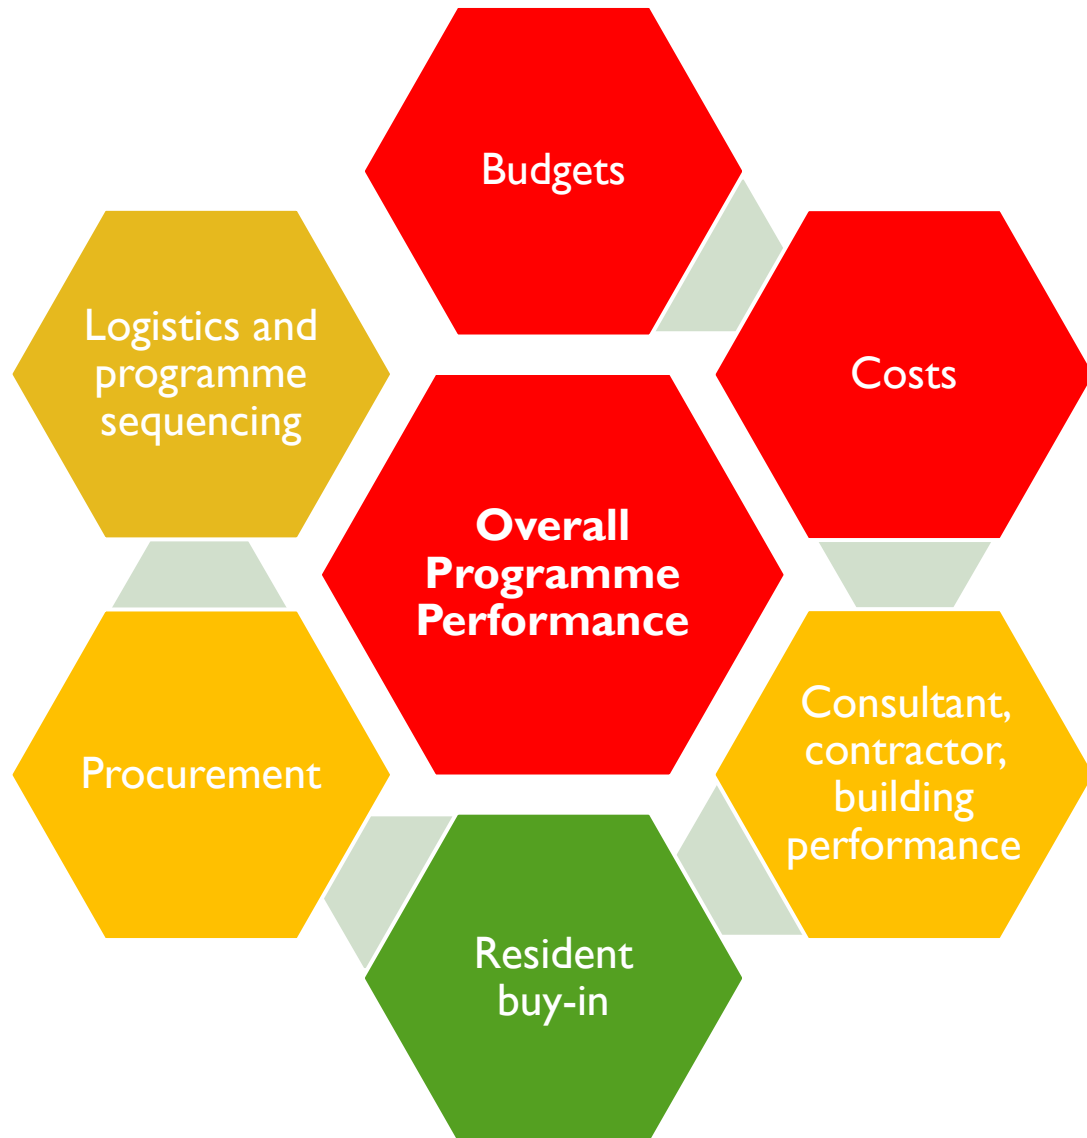 Budgets
Costs
Consultant,
contractor,
building
performance
Resident
buy-in
Procurement
Logistics and
programme
sequencing
Overall
Programme
Performance